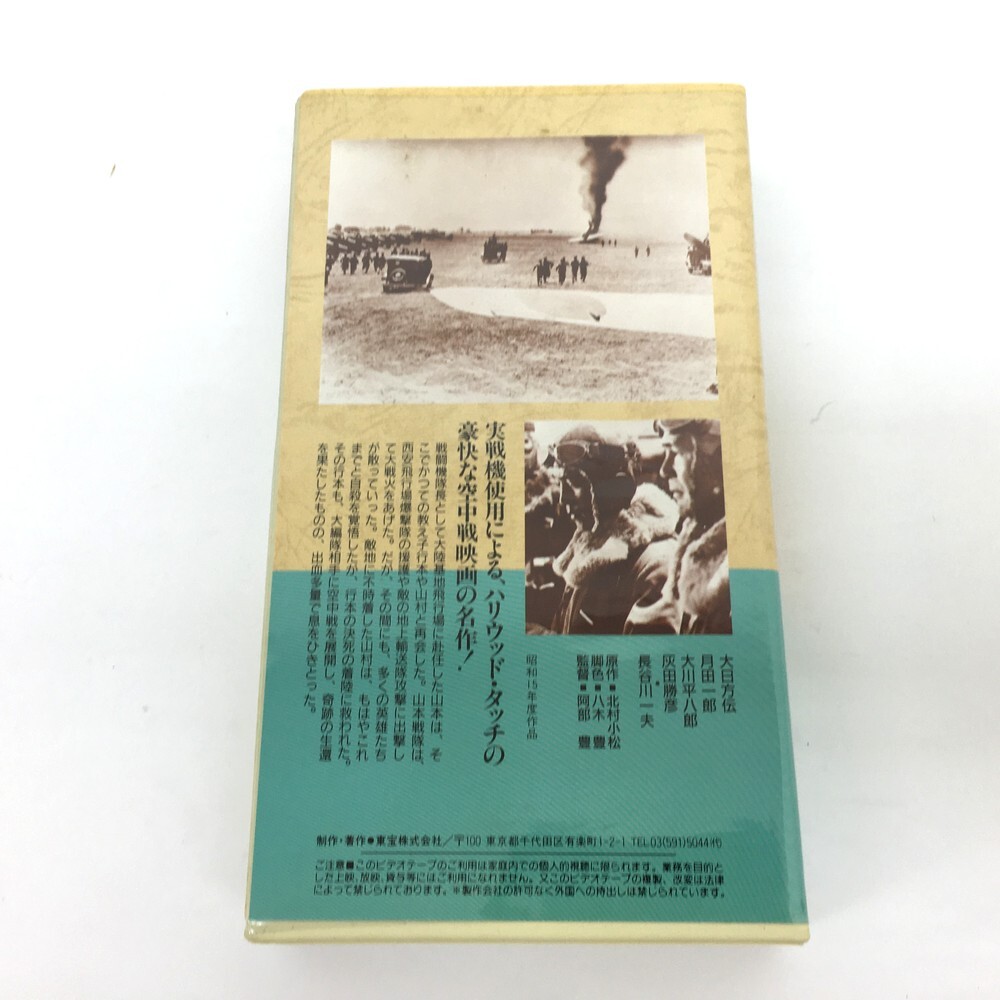 実戦機使用による、ハリウッド・タッチの
豪快な空中戦映画の名作!
戦闘機隊長として大陸基地飛行場に赴任した山本は、そ
こでかつての教え子行本や山村と再会した。山本戦隊は、
西安飛行場爆撃隊の援護や敵の地上輸送隊攻撃に出撃し
て大戦火をあげた。だが、その間にも、多くの英雄たち
が散っていった。敵地に不時着した山村は、もはやこれ
までと自殺を覚悟したが、行本の決死の着陸に救われた。
その行本も、大編隊相手に空中戦を展開し、奇跡の生還
を果たしたものの、出血多量で息をひきとった。
大日方伝
月田一郎
大川平八郎
灰田勝彦
●
長谷川一夫
原作■北村小松
脚色■八木 豊
監督■阿部 豊
昭和15年度作品
制作・著作●東宝株式会社/〒100 東京都千代田区有楽町1-2-1 TEL.03(591)5044㈹
ご注意■このビデオテープのご利用は家庭内での個人的視聴に限られます。業務を目的と
した上映、放映、賃与等にはご利用になれません。又このビデオテープの複製、改変は法律
によって禁じられております。※製作会社の許可なく外国への持出しは禁じられています。